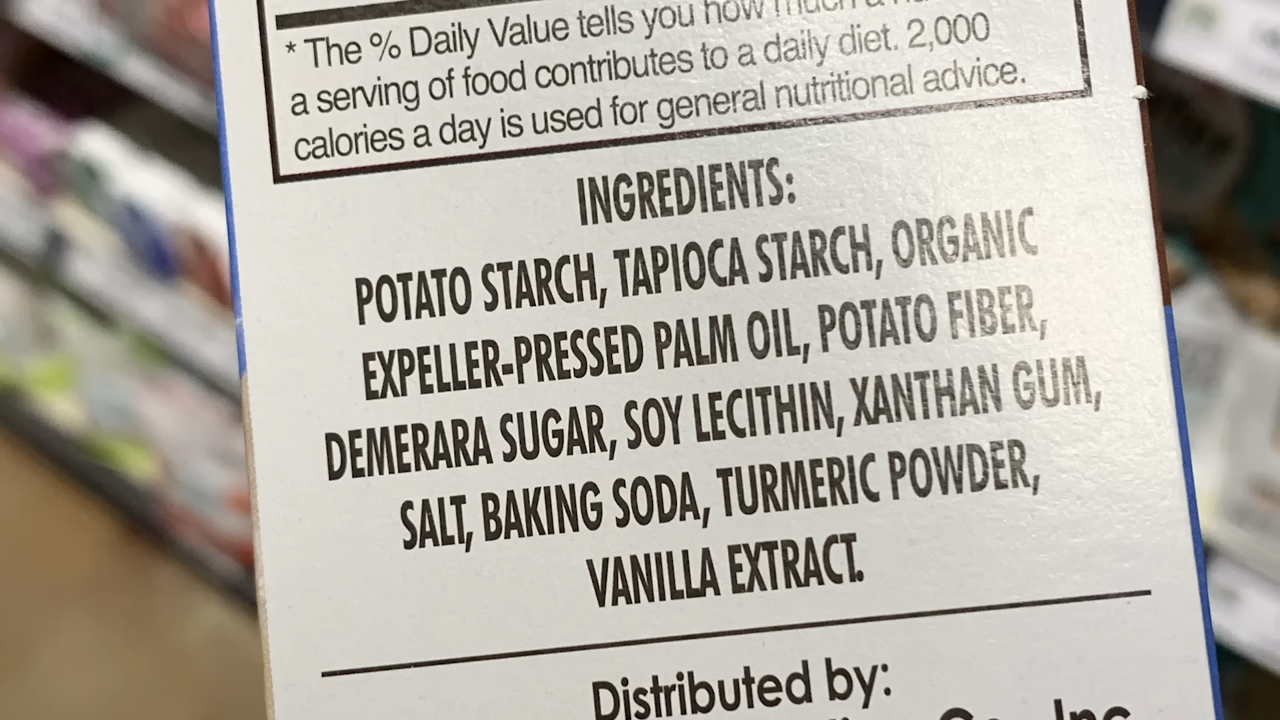 * The % Daily Value tells you how much a
a serving of food contributes to a daily diet. 2,000
calories a day is used for general nutritional advice.
INGREDIENTS:
POTATO STARCH, TAPIOCA STARCH, ORGANIC
EXPELLER-PRESSED PALM OIL, POTATO FIBER,
DEMERARA SUGAR, SOY LECITHIN, XANTHAN GUM,
SALT, BAKING SODA, TURMERIC POWDER,
VANILLA EXTRACT.
Distributed by:
Co., Inc.